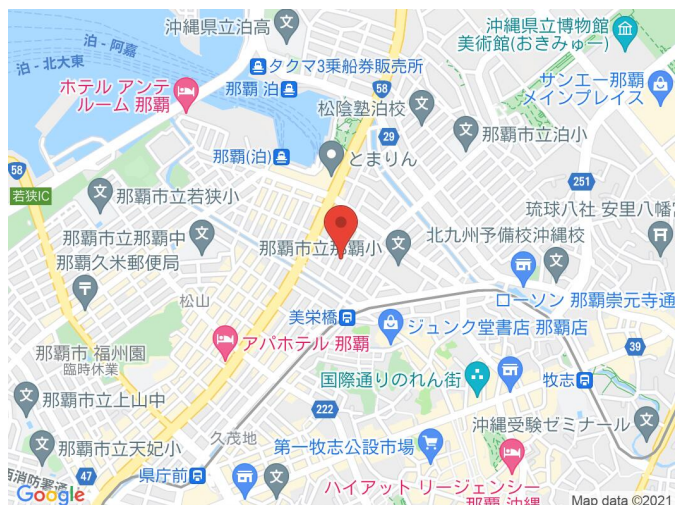 沖縄県立泊高
沖縄県立博物館
美術館(おきみゅー)
泊 - 阿嘉
泊 - 北大東
タクマ3乗船券販売所
58
ホテル アンテ
ルーム 那覇
那覇 泊
サンエー那覇
メインプレイス
松陰塾泊校
29
那覇市立泊小
那覇(泊)
とまりん
58
若狭IC
251
那覇市立若狭小
琉球八社 安里八幡宮
那覇市立那覇中
那覇市立那覇小
北九州予備校沖縄校
那覇久米郵便局
松山
ローソン 那覇崇元寺通
美栄橋
ジュンク堂書店 那覇店
アパホテル 那覇
39
那覇市 福州園
臨時休業
国際通りのれん街
牧志
那覇市立上山中
222
沖縄受験ゼミナール
久茂地
第一牧志公設市場
那覇市立天妃小
西消防署通
47
県庁前
ハイアット リージェンシー
那覇 沖縄
Google
Map data ©2021